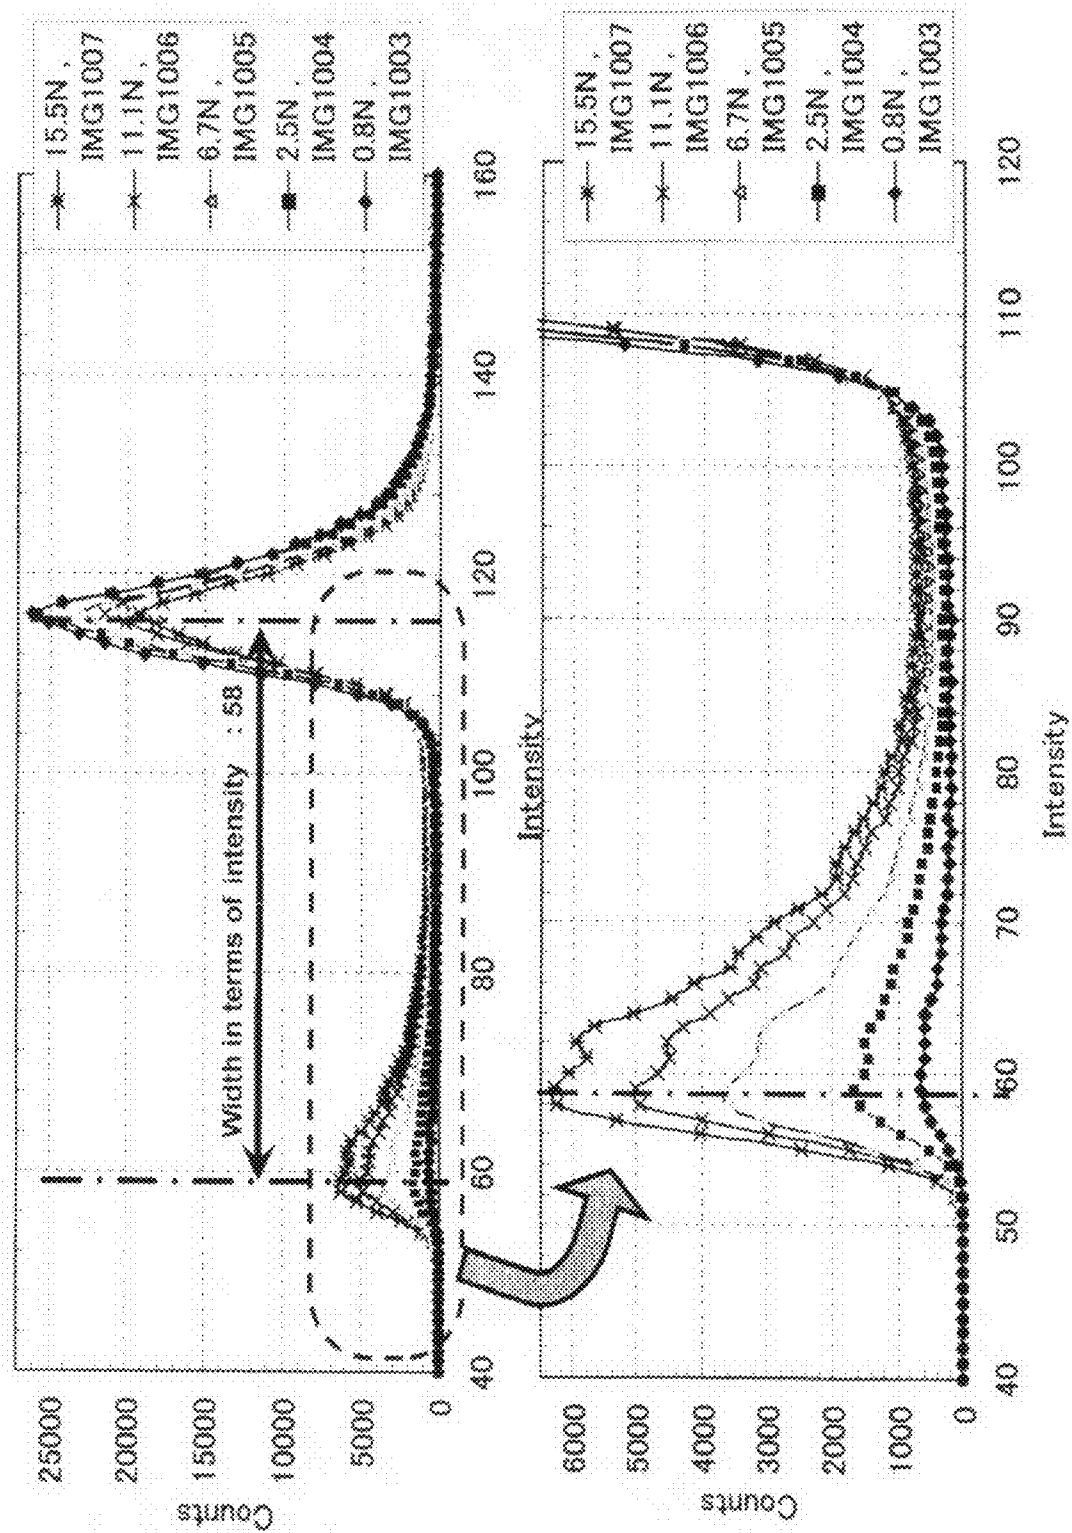 Counts
25000
20000
15000
10000
5000
0
40
60
80
100
120
140
160
Intensity
Width in terms of intensity : 58
15.5N ,
IMG1007
11.1N ,
IMG1006
6.7N ,
IMG1005
2.5N ,
IMG1004
0.8N ,
IMG1003
Counts
6000
5000
4000
3000
2000
1000
0
40
50
60
70
80
90
100
110
120
Intensity
15.5N ,
IMG1007
11.1N ,
IMG1006
6.7N ,
IMG1005
2.5N ,
IMG1004
0.8N ,
IMG1003